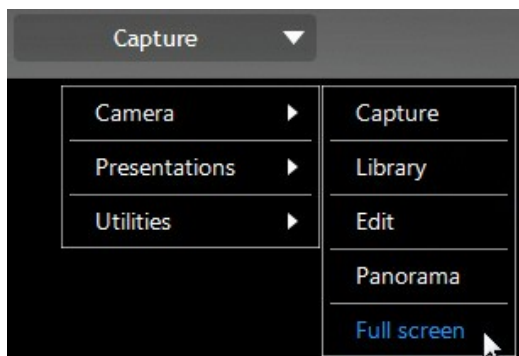 Capture
Camera
Presentations
Utilities
Capture
Library
Edit
Panorama
Full screen